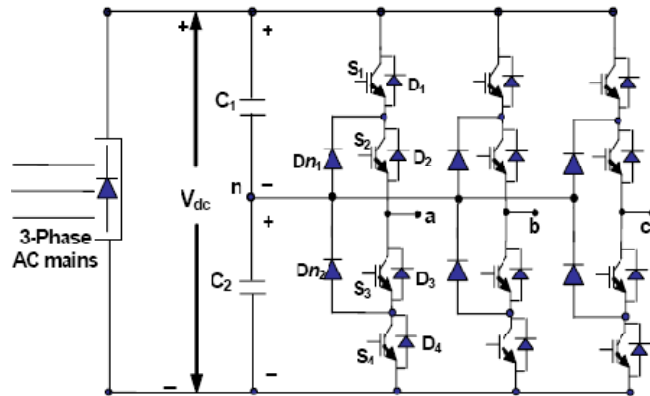 + + +
S1 D1
C1
S2 D2
Dn1
n −
Vdc
a b c
+
3-Phase
AC mains
Dn2
C2
S3 D3
S4 D4
− −